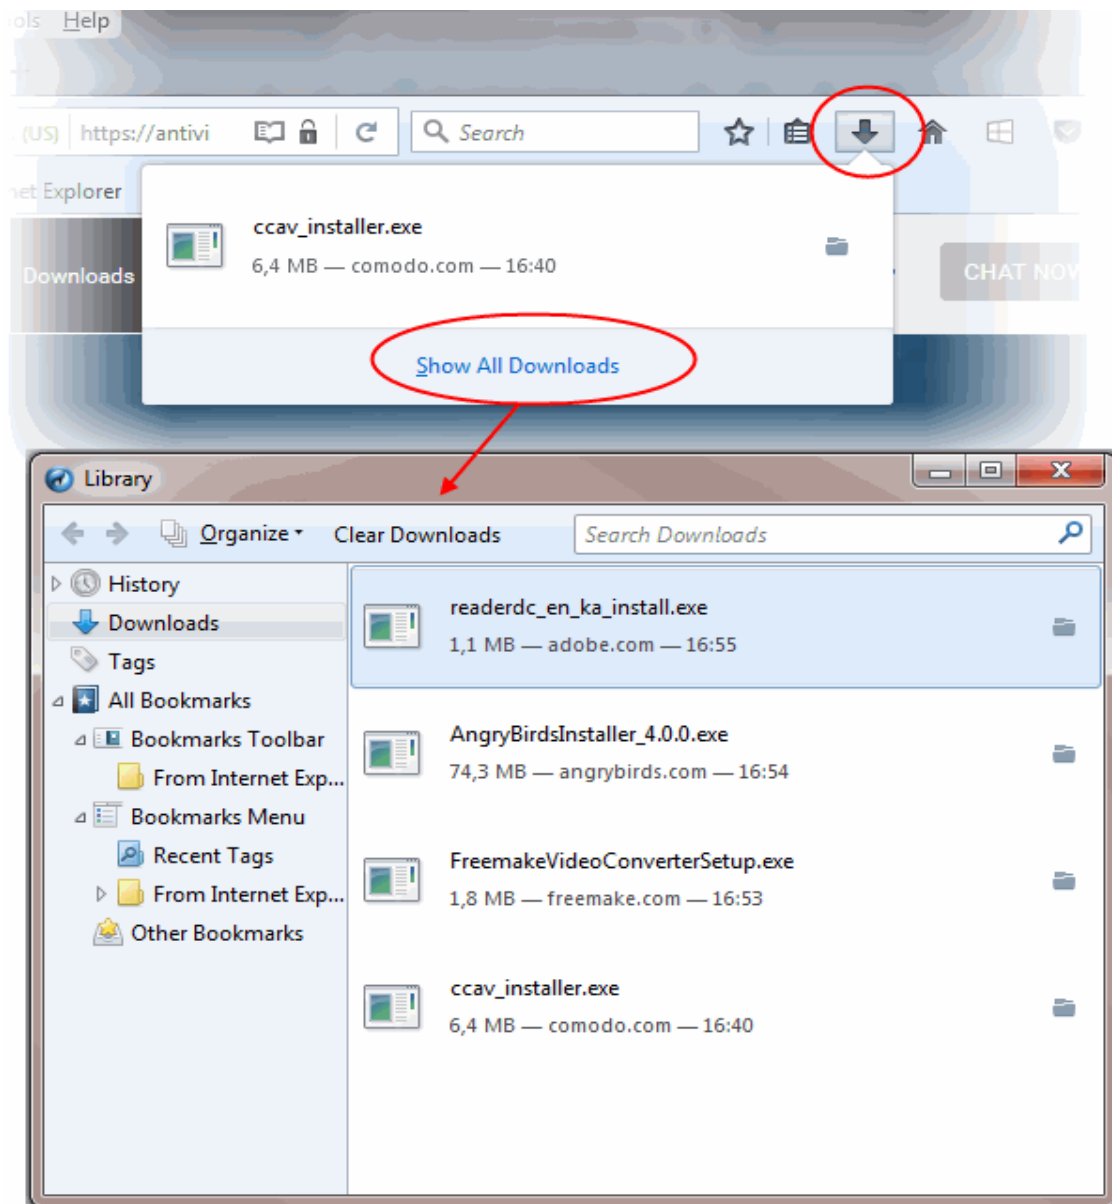 ols Help
(US) https://antivi Search
net Explorer
ccav_installer.exe
6,4 MB — comodo.com — 16:40
Downloads
CHAT NOW
Show All Downloads
Library
Organize Clear Downloads Search Downloads
History
Downloads
Tags
All Bookmarks
Bookmarks Toolbar
From Internet Exp...
Bookmarks Menu
Recent Tags
From Internet Exp...
Other Bookmarks
readerdc_en_ka_install.exe
1,1 MB — adobe.com — 16:55
AngryBirdsInstaller_4.0.0.exe
74,3 MB — angrybirds.com — 16:54
FreemakeVideoConverterSetup.exe
1,8 MB — freemake.com — 16:53
ccav_installer.exe
6,4 MB — comodo.com — 16:40